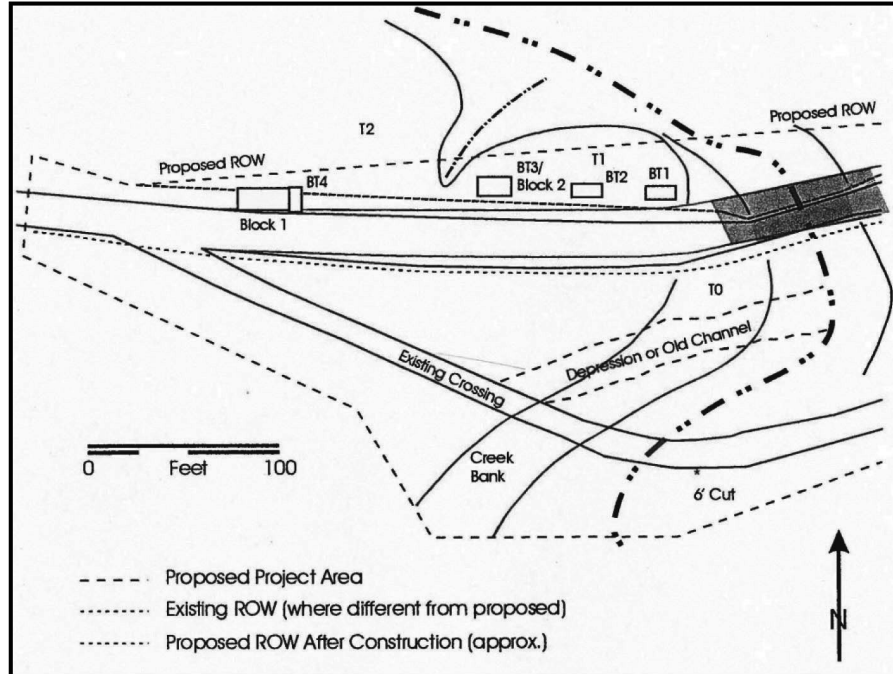 Proposed ROW
T2
Proposed ROW
BT4
BT3/
Block 2
T1
BT2
BT1
Block 1
T0
Existing Crossing
Depression or Old Channel
Creek
Bank
6' Cut
0 Feet 100
N
Proposed Project Area
Existing ROW (where different from proposed)
Proposed ROW After Construction (approx.)